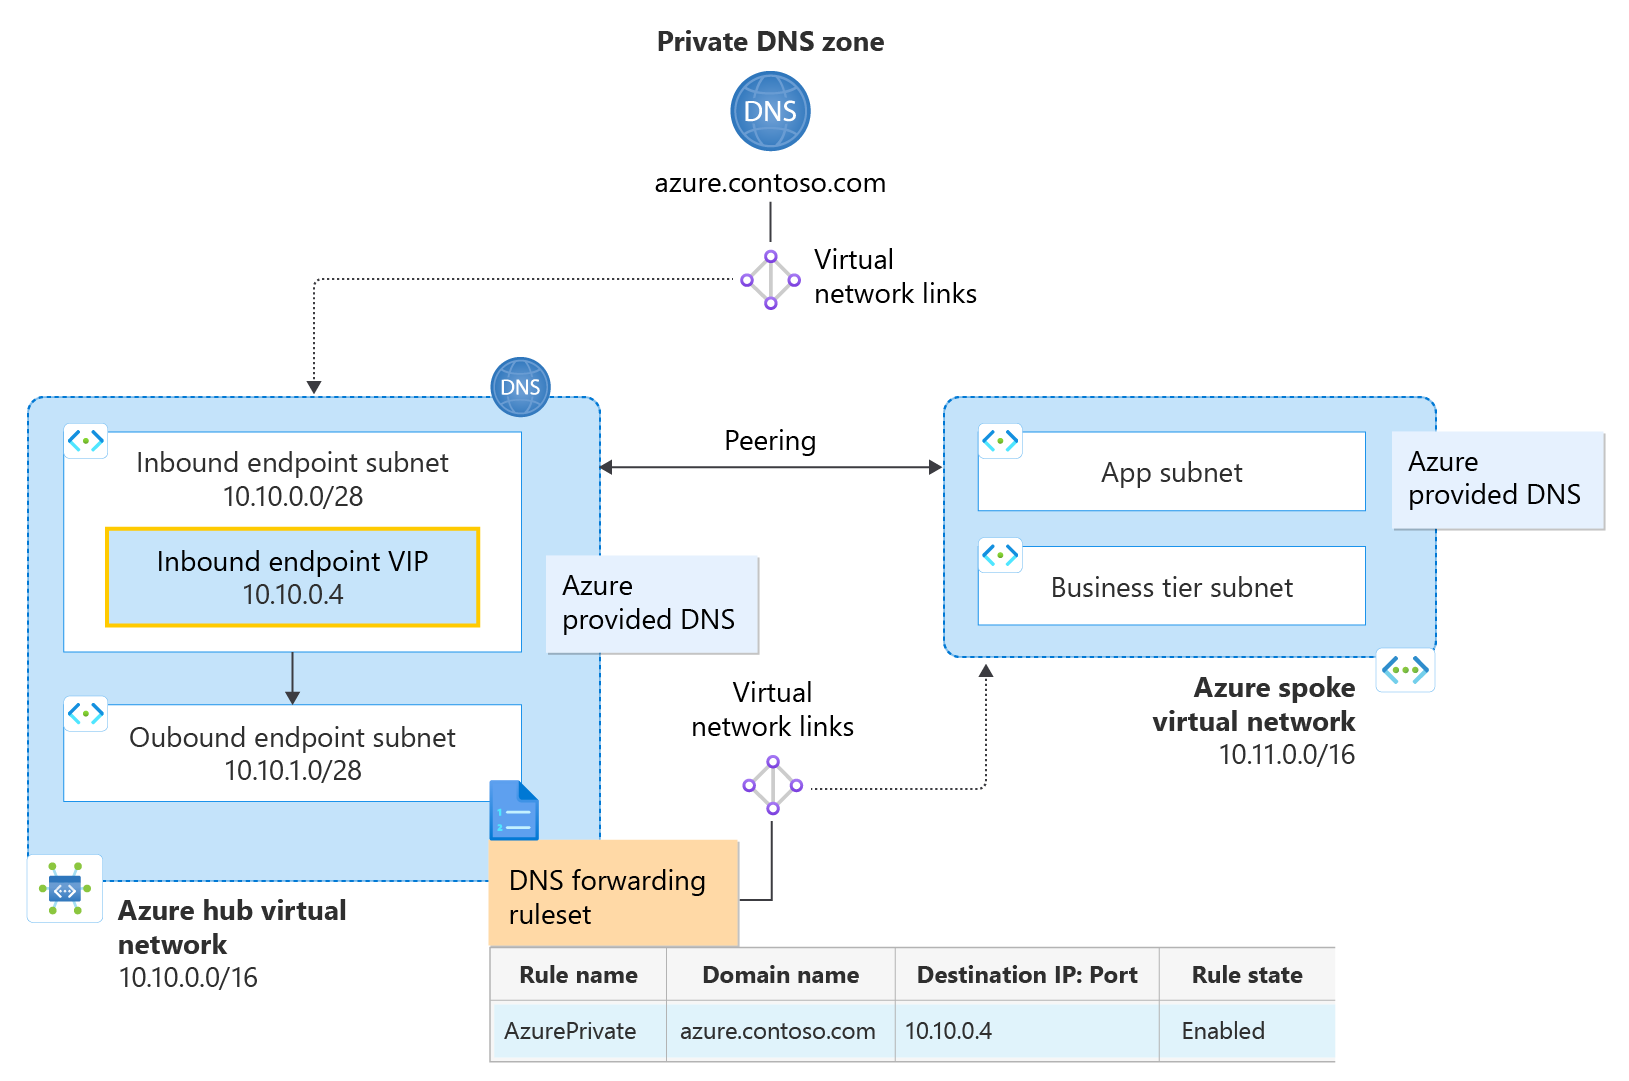 Private DNS zone
DNS
azure.contoso.com
Virtual
network links
DNS
Inbound endpoint subnet
10.10.0.0/28
Inbound endpoint VIP
10.10.0.4
Azure
provided DNS
Oubound endpoint subnet
10.10.1.0/28
Peering
App subnet
Business tier subnet
Azure
provided DNS
Azure spoke
virtual network
10.11.0.0/16
Virtual
network links
1
2
DNS forwarding
ruleset
Azure hub virtual
network
10.10.0.0/16
Rule name Domain name Destination IP: Port Rule state
AzurePrivate azure.contoso.com 10.10.0.4 Enabled